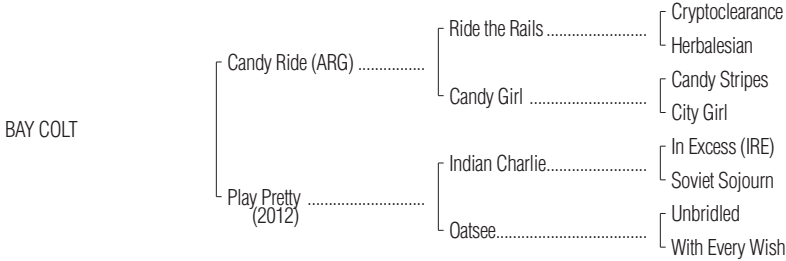 Cryptoclearance
Ride the Rails ........................
Herbalesian
Candy Ride (ARG) ................
Candy Stripes
Candy Girl ............................
City Girl
BAY COLT
In Excess (IRE)
Indian Charlie........................
Soviet Sojourn
Play Pretty ............................
(2012)
Unbridled
Oatsee....................................
With Every Wish